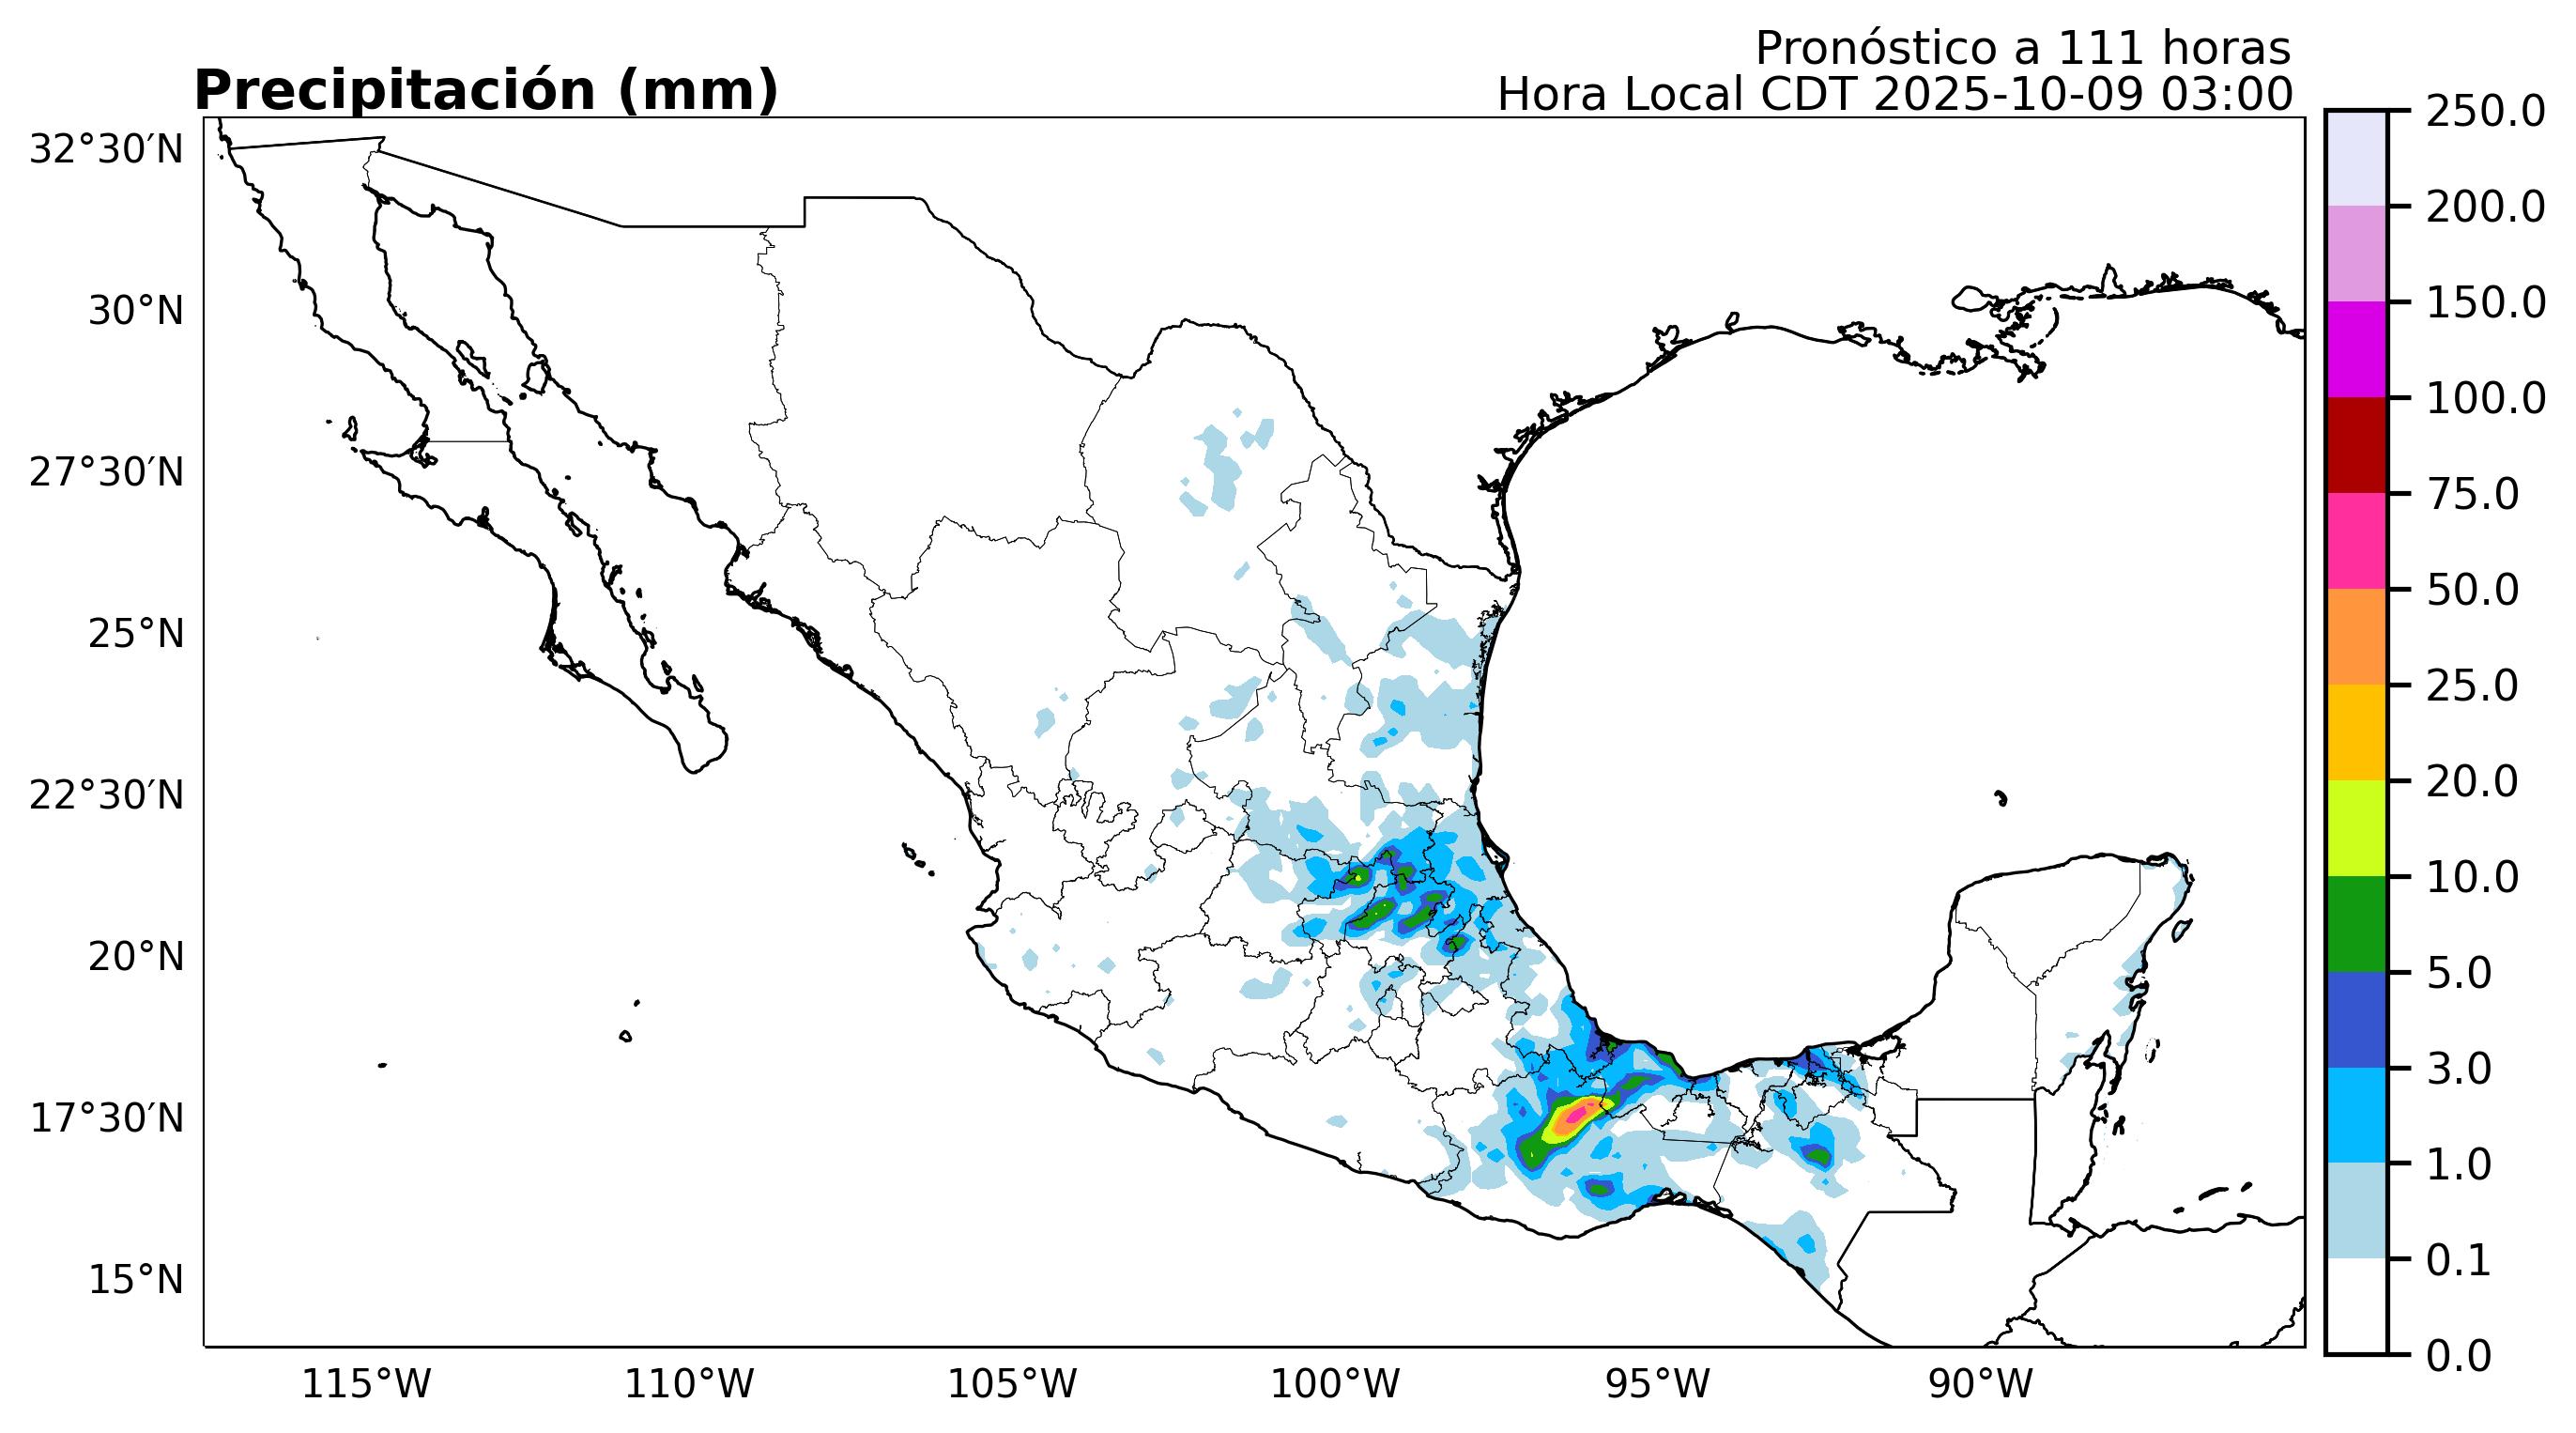 Pronóstico a 111 horas
Precipitación (mm)
Hora Local CDT 2025-10-09 03:00
32°30′N
30°N
27°30′N
25°N
22°30′N
20°N
17°30′N
15°N
115°W
110°W
105°W
100°W
95°W
90°W
250.0
200.0
150.0
100.0
75.0
50.0
25.0
20.0
10.0
5.0
3.0
1.0
0.1
0.0